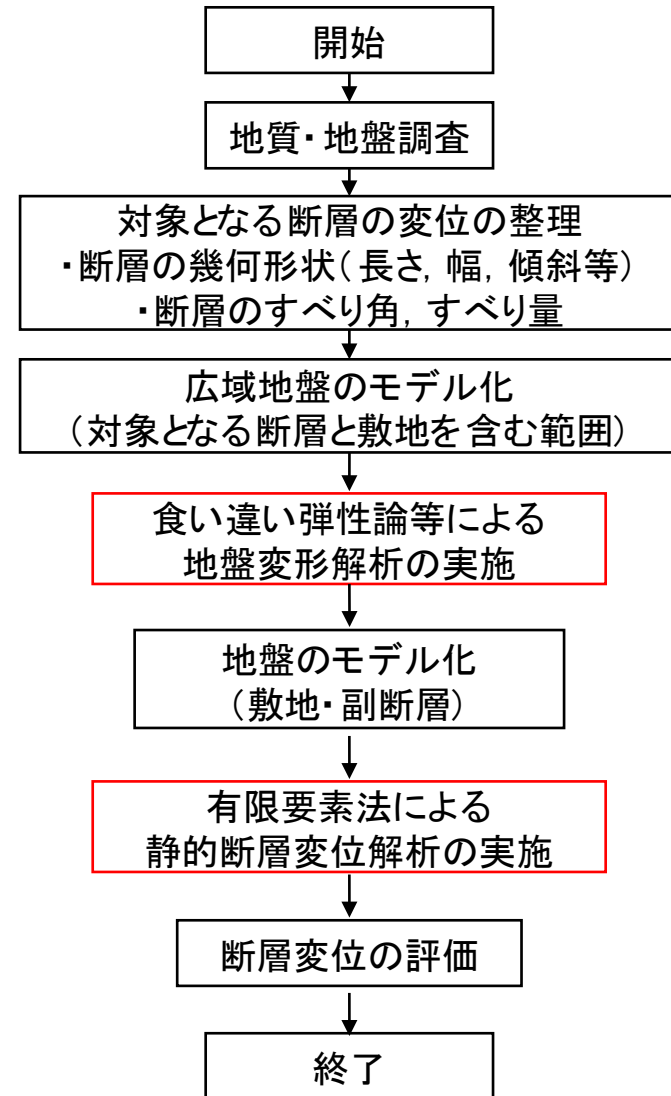 開始
地質・地盤調査
対象となる断層の変位の整理
・断層の幾何形状（長さ，幅，傾斜等）
・断層のすべり角，すべり量
広域地盤のモデル化
（対象となる断層と敷地を含む範囲）
食い違い弾性論等による
地盤変形解析の実施
地盤のモデル化
（敷地・副断層）
有限要素法による
静的断層変位解析の実施
断層変位の評価
終了